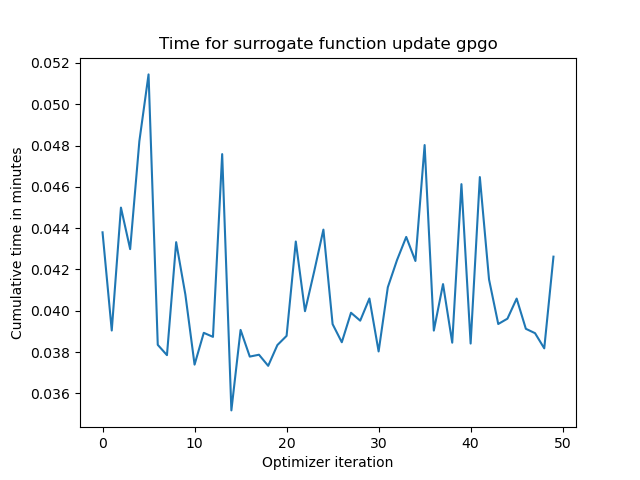 Time for surrogate function update gpgo
0.052
0.050
0.048
0.046
0.044
0.042
0.040
0.038
0.036
Cumulative time in minutes
0 10 20 30 40 50
Optimizer iteration